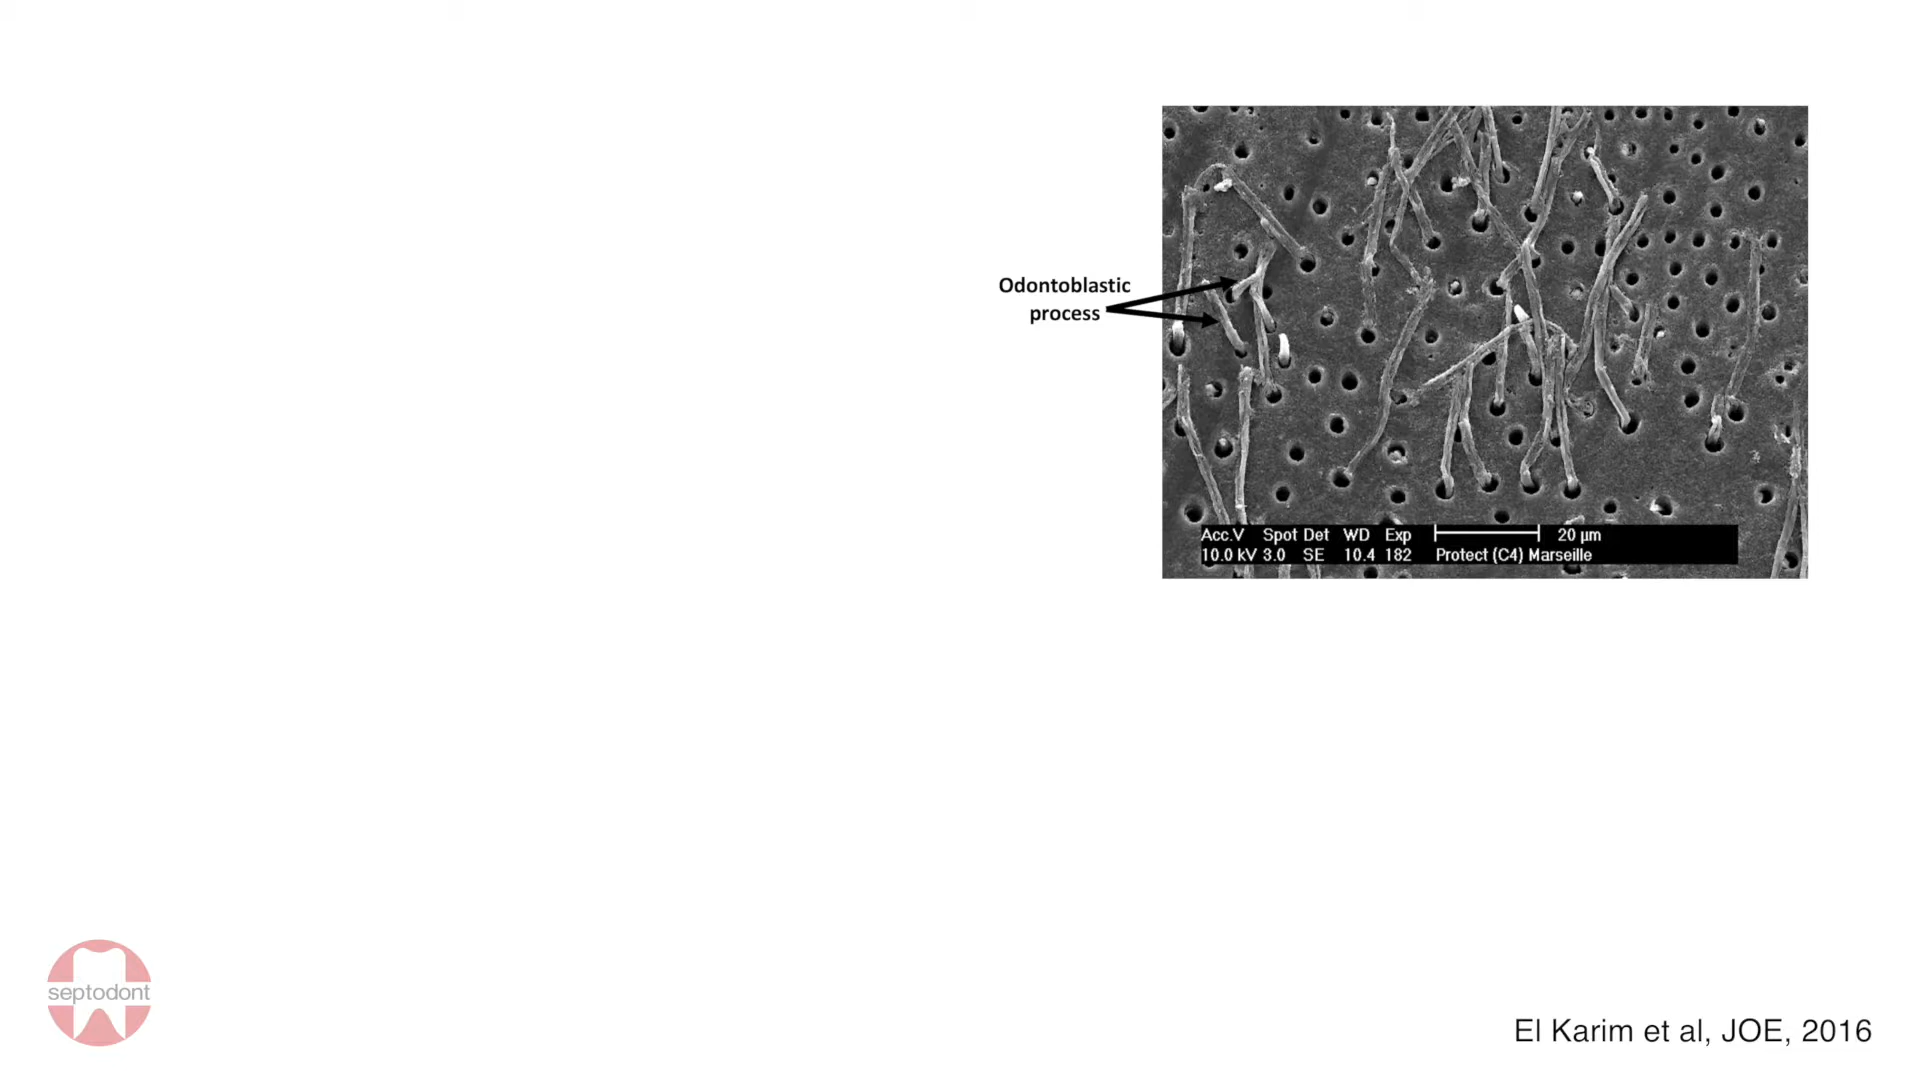 Odontoblastic
process
Acc.V Spot Det WD Exp 20 µm
10.0 kV 3.0 SE 10.4 182 Protect (C4) Marseille
septodont
El Karim et al, JOE, 2016